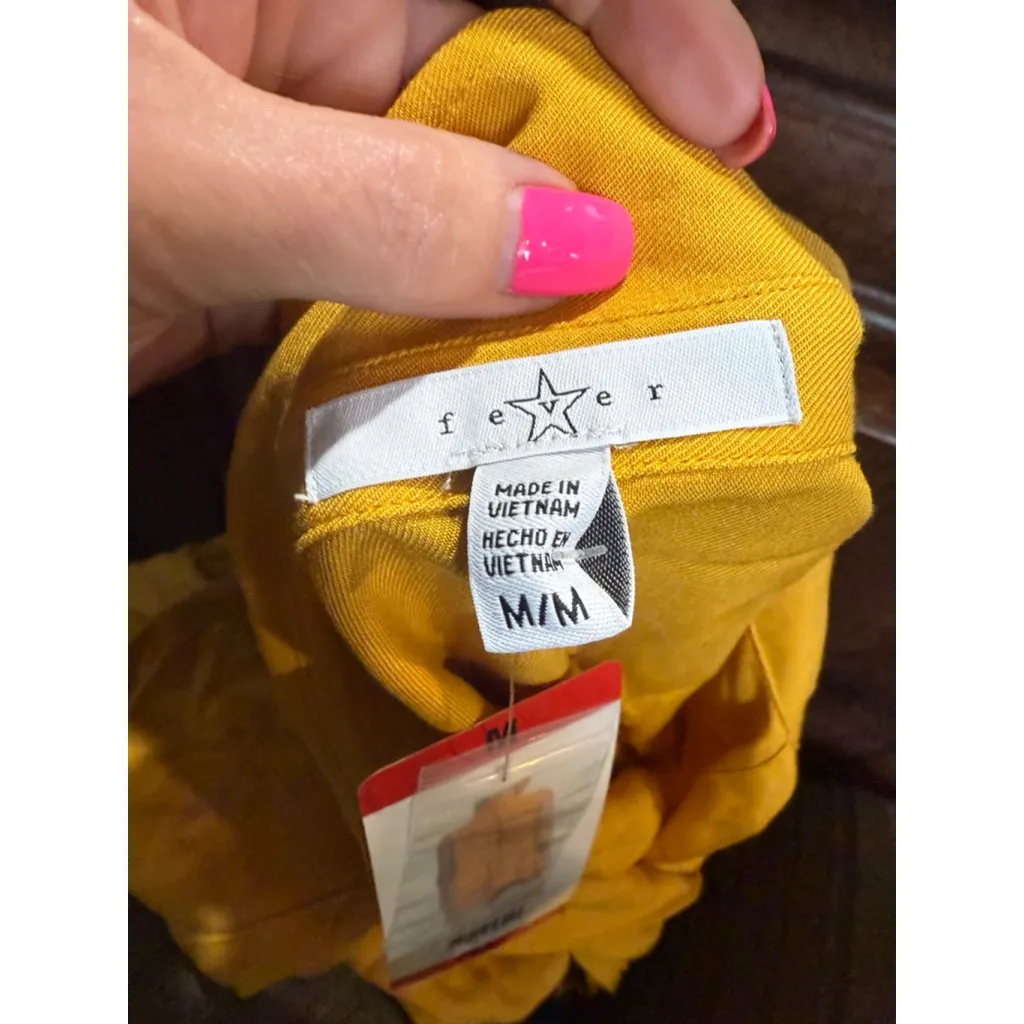 fever
MADE IN
VIETNAM
HECHO EN
VIETNAM
M/M
M